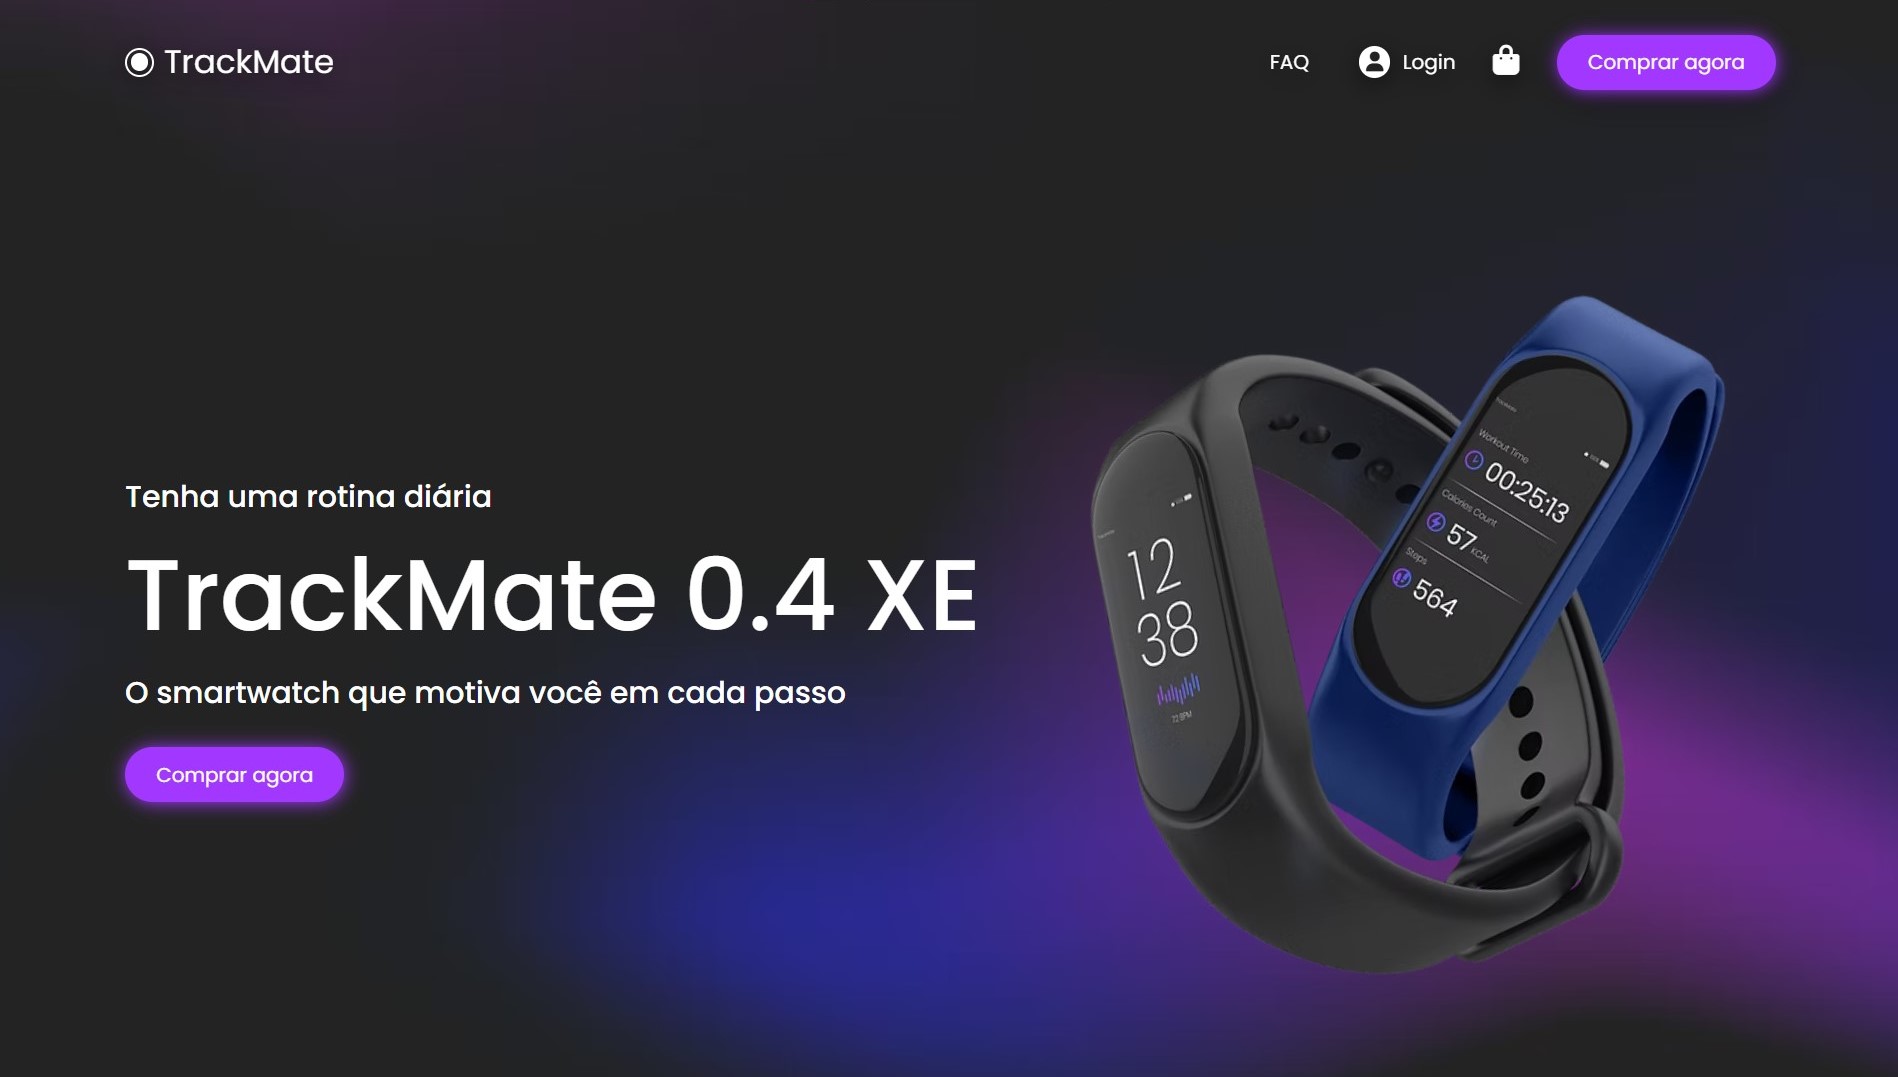 TrackMate
FAQ
Login
Comprar agora
Tenha uma rotina diária
TrackMate 0.4 XE
O smartwatch que motiva você em cada passo
Comprar agora
12
38
72 BPM
Workout Time
00:25:13
Calories Count
57 KCAL
Steps
564